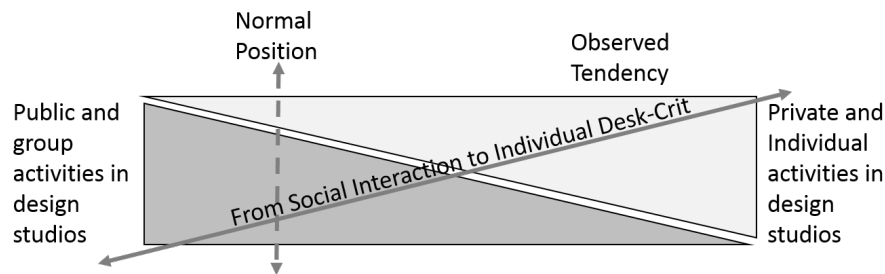 Normal
Position
Observed
Tendency
Public and
group
activities in
design
studios
From Social Interaction to Individual Desk-Crit
Private and
Individual
activities in
design
studios